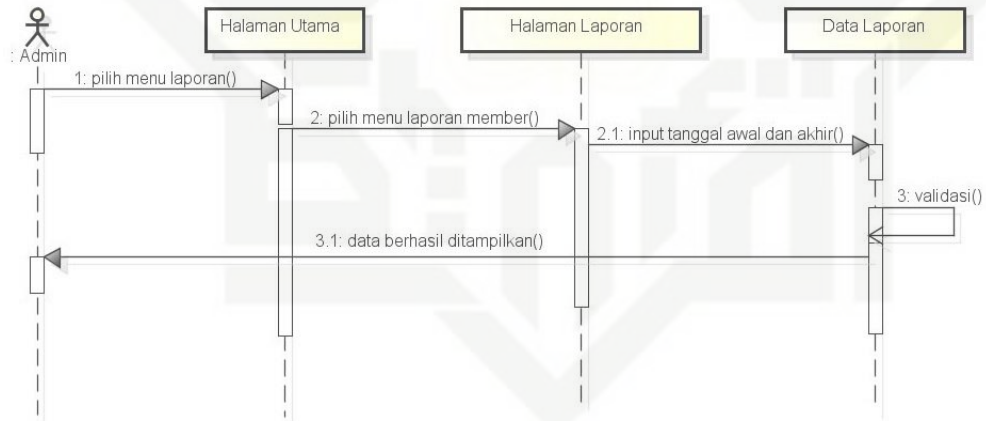 Halaman Utama
Halaman Laporan
Data Laporan
: Admin
1: pilih menu laporan()
2: pilih menu laporan member()
2.1: input tanggal awal dan akhir()
3: validasi()
3.1: data berhasil ditampilkan()